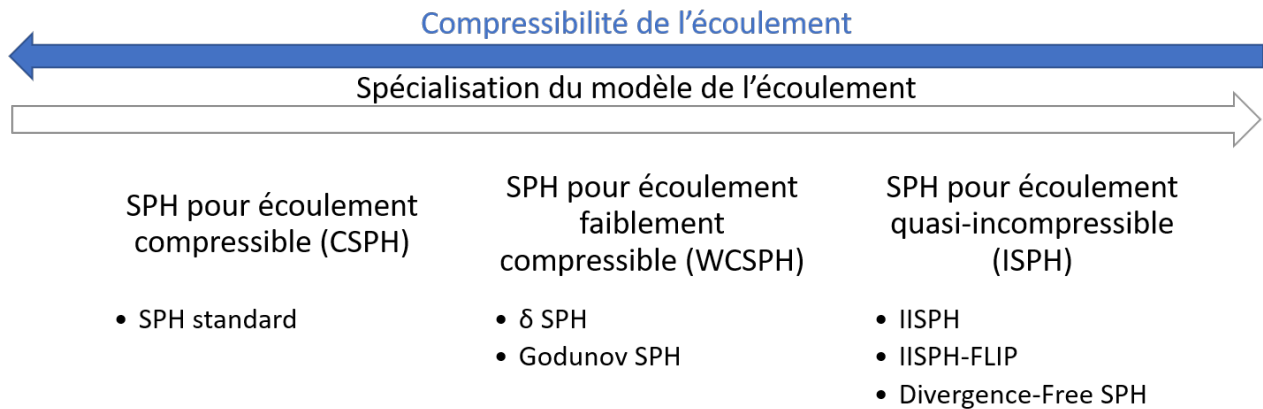 Compressibilité de l'écoulement
Spécialisation du modèle de l'écoulement
SPH pour écoulement
compressible (CSPH)
• SPH standard
SPH pour écoulement
faiblement
compressible (WCSPH)
• δ SPH
• Godunov SPH
SPH pour écoulement
quasi-incompressible
(ISPH)
• IISPH
• IISPH-FLIP
• Divergence-Free SPH